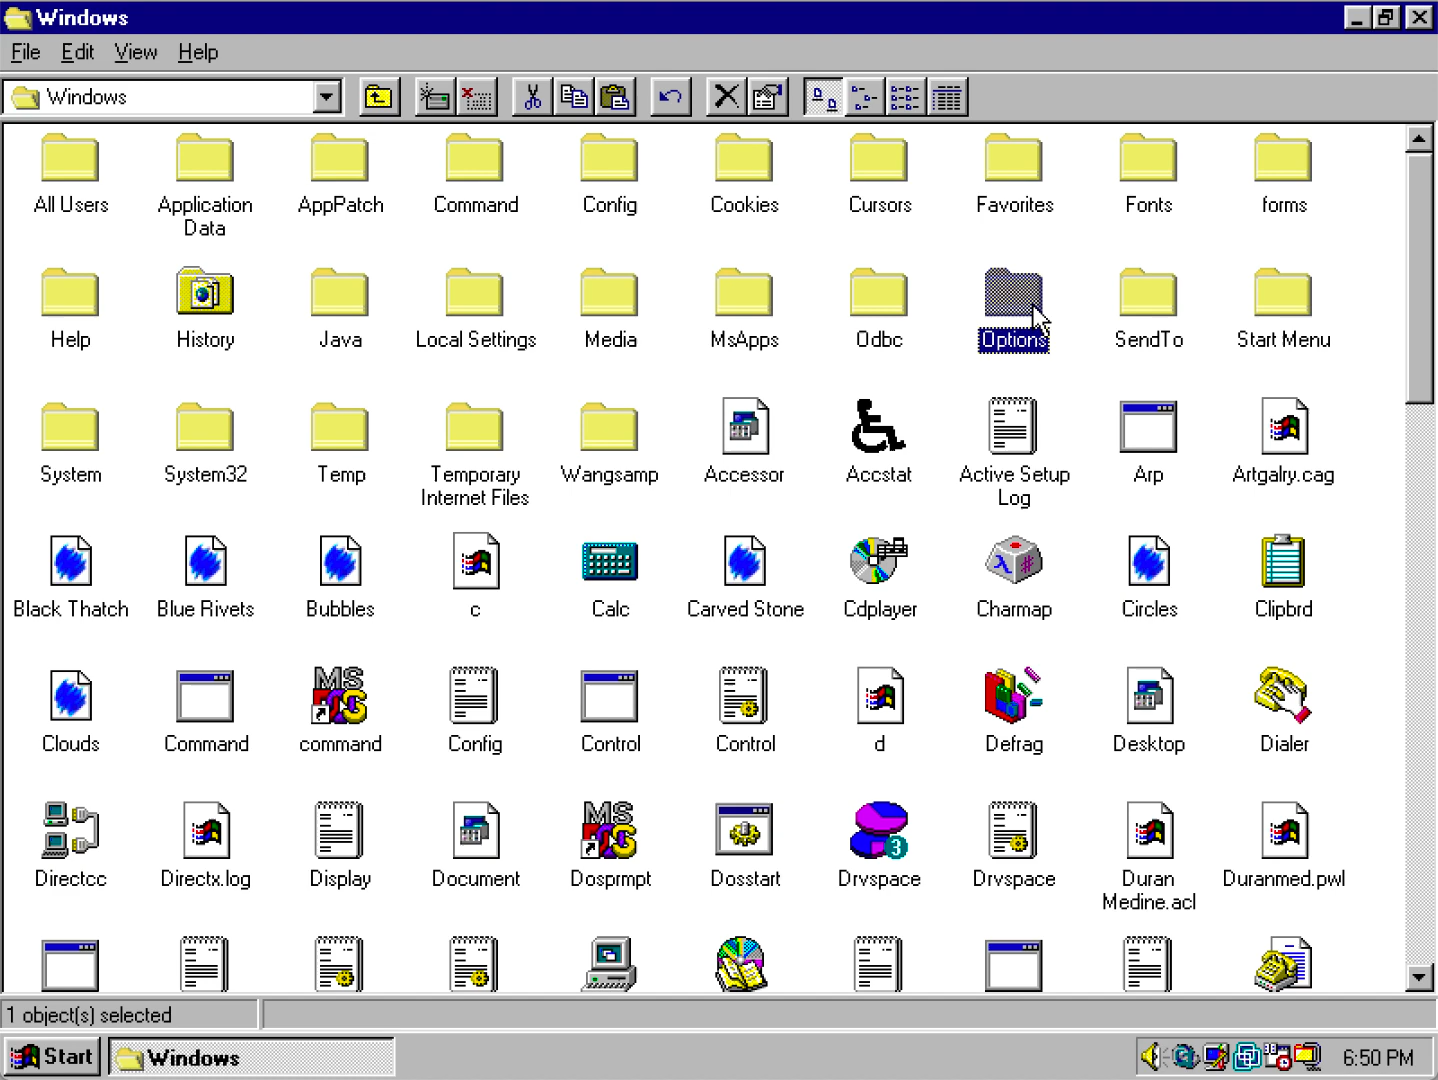 Windows
File Edit View Help
Windows
All Users Application Data AppPatch Command Config Cookies Cursors Favorites Fonts forms
Help History Java Local Settings Media MsApps Odbc Options SendTo Start Menu
System System32 Temp Temporary Internet Files Wangsamp Accessor Accstat Active Setup Log Arp Artgalry.cag
Black Thatch Blue Rivets Bubbles c Calc Carved Stone Cdplayer Charmap Circles Clipbrd
Clouds Command command Config Control Control d Defrag Desktop Dialer
Directcc Directx.log Display Document Dosprmpt Dosstart Drvspace Drvspace Duran Medine.acl Duranmed.pwl
1 object(s) selected
Start Windows 6:50 PM